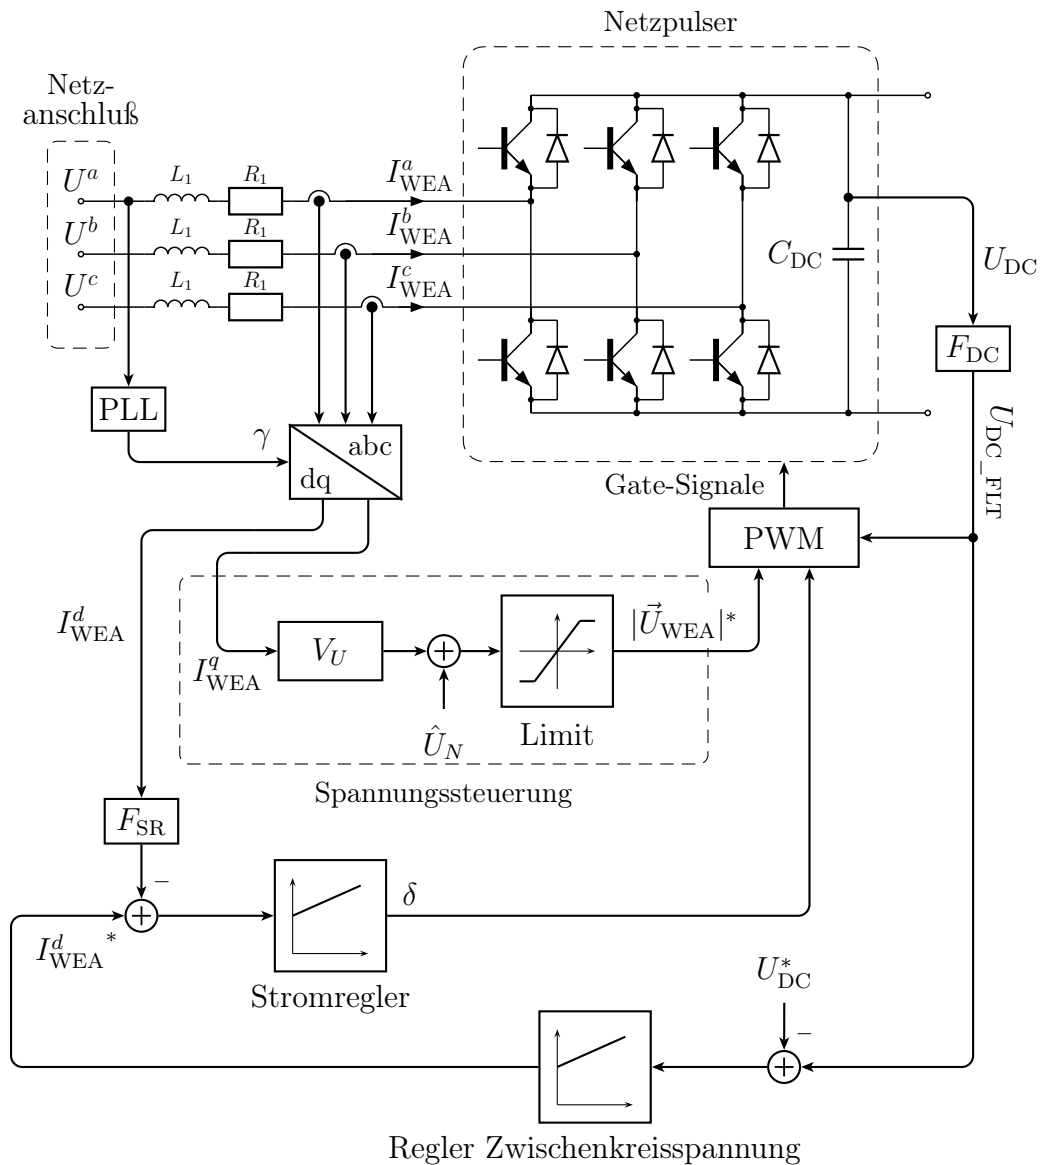 Netzpulser
Netz-
anschluß
U^a
L_1
R_1
I^a_WEA
U^b
L_1
R_1
I^b_WEA
U^c
L_1
R_1
I^c_WEA
C_DC
U_DC
F_DC
U_DC_FLT
PLL
γ
abc
dq
Gate-Signale
PWM
I^d_WEA
I^q_WEA
V_U
+
|U⃗_WEA|*
Û_N
Limit
Spannungssteuerung
F_SR
−
+
δ
I^d_WEA*
Stromregler
U*_DC
−
+
Regler Zwischenkreisspannung